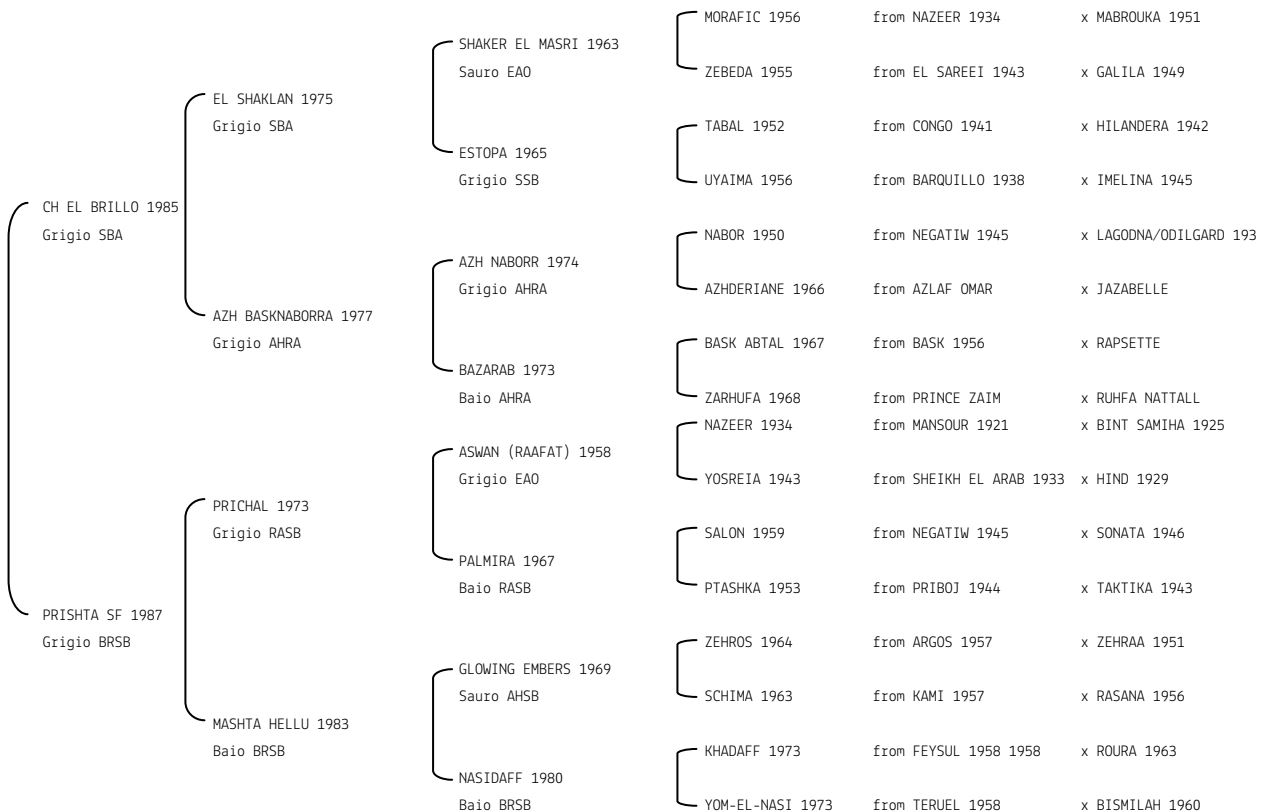 MORAFIC 1956 from NAZEER 1934 x MABROUKA 1951
SHAKER EL MASRI 1963
Sauro EAO
ZEBEDA 1955 from EL SAREEI 1943 x GALILA 1949
EL SHAKLAN 1975
Grigio SBA
TABAL 1952 from CONGO 1941 x HILANDERA 1942
ESTOPA 1965
Grigio SSB
UYAIMA 1956 from BARQUILLO 1938 x IMELINA 1945
CH EL BRILLO 1985
Grigio SBA
NABOR 1950 from NEGATIW 1945 x LAGODNA/ODILGARD 193
AZH NABORR 1974
Grigio AHRA
AZHDERIANE 1966 from AZLAF OMAR x JAZABELLE
AZH BASKNABORRA 1977
Grigio AHRA
BASK ABTAL 1967 from BASK 1956 x RAPSETTE
BAZARAB 1973
Baio AHRA
ZARHUFA 1968 from PRINCE ZAIM x RUHFA NATTALL
NAZEER 1934 from MANSOUR 1921 x BINT SAMIHA 1925
ASWAN (RAAFAT) 1958
Grigio EAO
YOSREIA 1943 from SHEIKH EL ARAB 1933 x HIND 1929
PRICHAL 1973
Grigio RASB
SALON 1959 from NEGATIW 1945 x SONATA 1946
PALMIRA 1967
Baio RASB
PTASHKA 1953 from PRIBOJ 1944 x TAKTIKA 1943
PRISHTA SF 1987
Grigio BRSB
ZEHROS 1964 from ARGOS 1957 x ZEHRAA 1951
GLOWING EMBERS 1969
Sauro AHSB
SCHIMA 1963 from KAMI 1957 x RASANA 1956
MASHTA HELLU 1983
Baio BRSB
KHADAFF 1973 from FEYSUL 1958 1958 x ROURA 1963
NASIDAFF 1980
Baio BRSB
YOM-EL-NASI 1973 from TERUEL 1958 x BISMILAH 1960